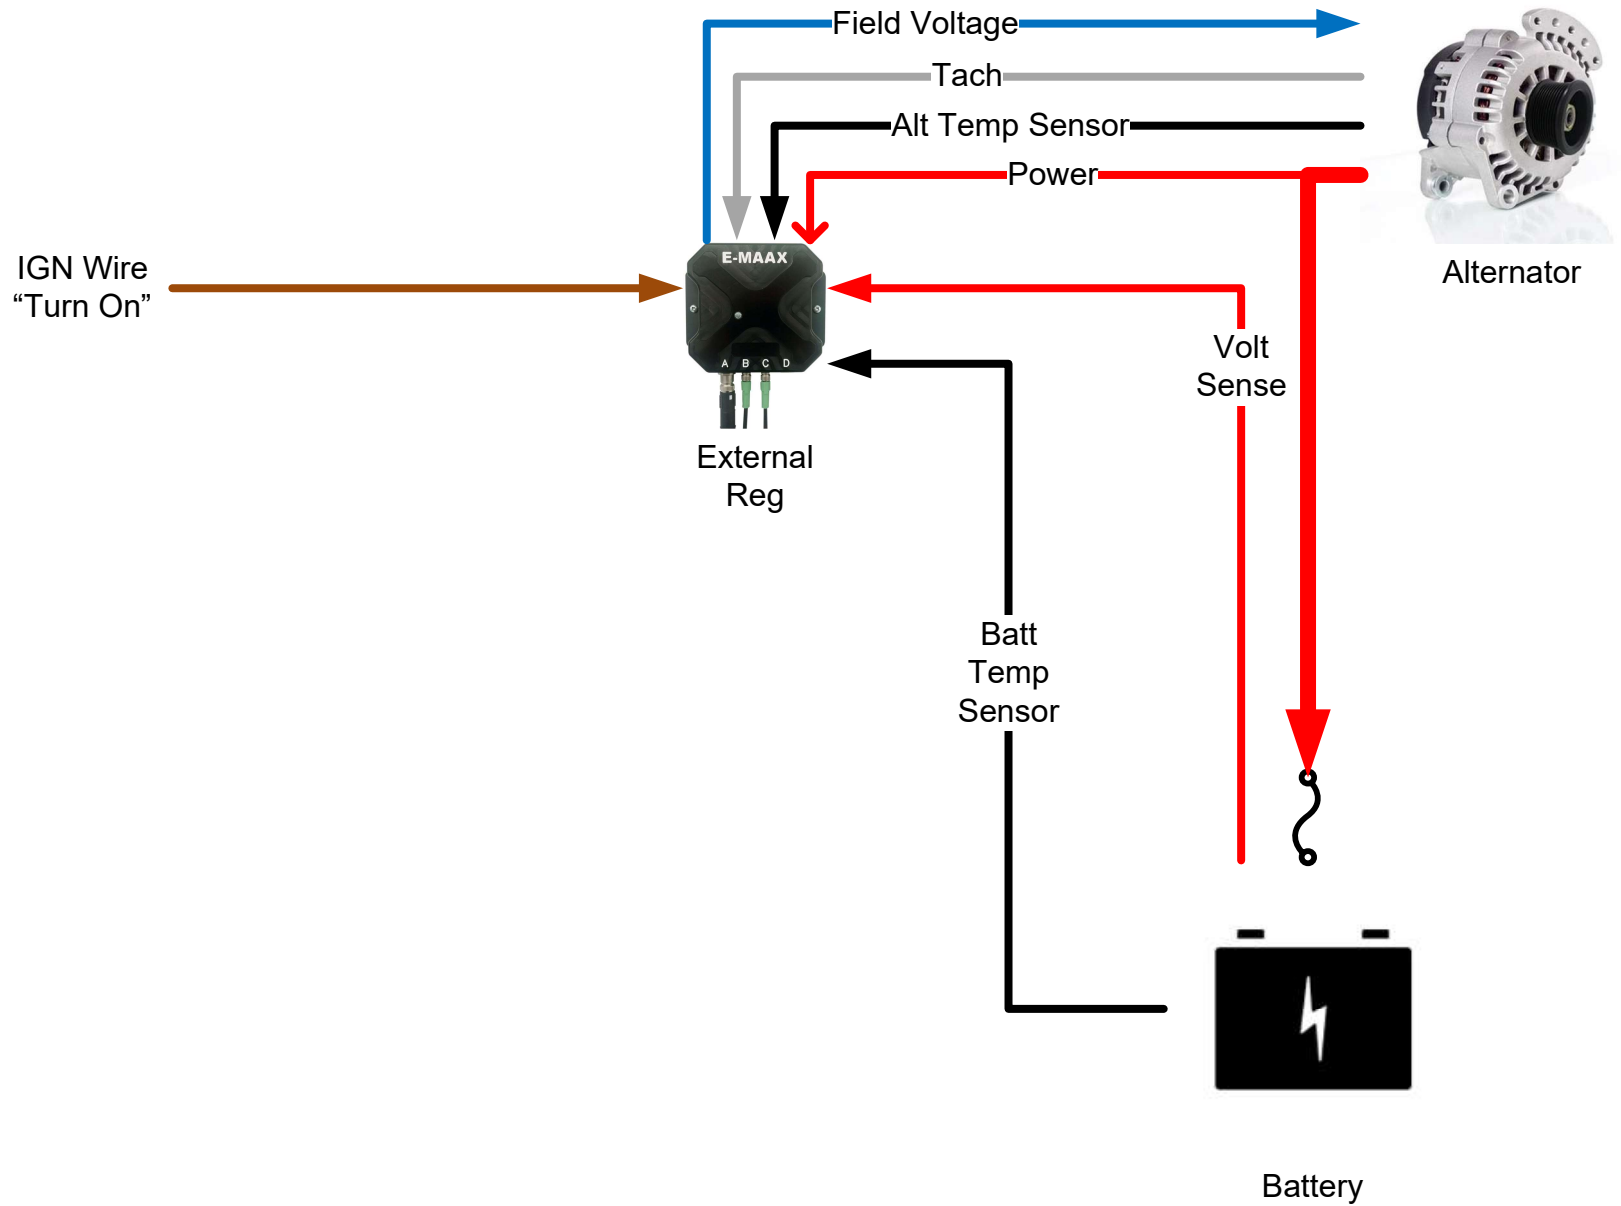 Field Voltage
Tach
Alt Temp Sensor
Power
E-MAAX
IGN Wire
“Turn On”
Alternator
A B C D
Volt
Sense
External
Reg
Batt
Temp
Sensor
Battery